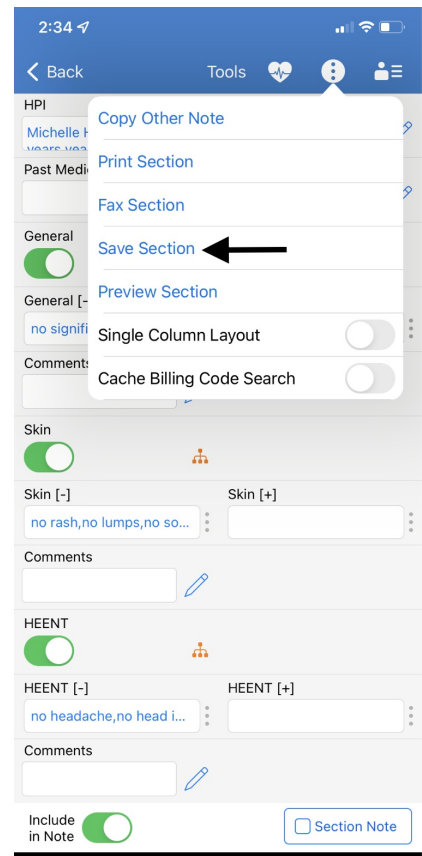 2:34
Back Tools
HPI
Michelle
years
Copy Other Note
Print Section
Past Medi
Fax Section
General
Save Section
Preview Section
General [-
no signifi
Single Column Layout
Comments
Cache Billing Code Search
Skin
Skin [-] Skin [+]
no rash,no lumps,no so...
Comments
HEENT
HEENT [-] HEENT [+]
no headache,no head i...
Comments
Include
in Note
Section Note